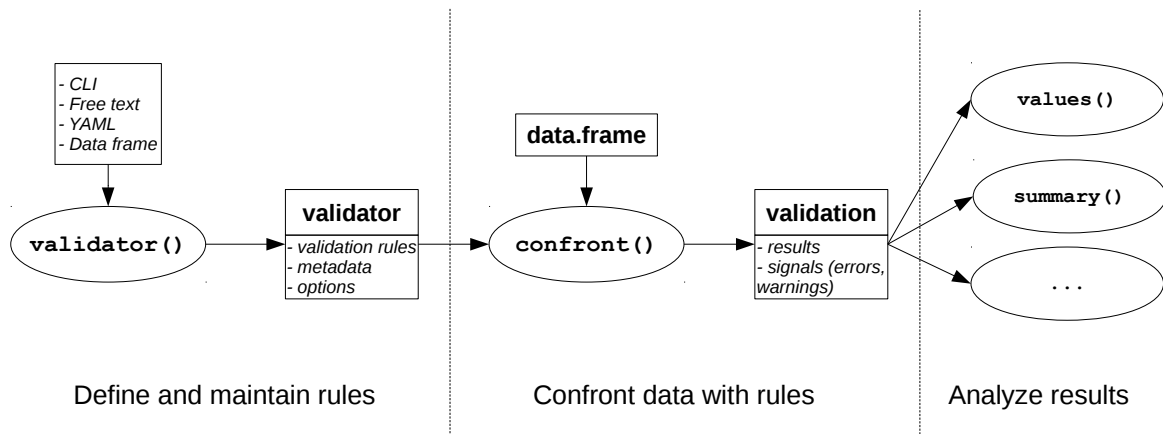 - CLI
- Free text
- YAML
- Data frame
validator()
validator
- validation rules
- metadata
- options
Define and maintain rules
data.frame
confront()
validation
- results
- signals (errors,
warnings)
Confront data with rules
values()
summary()
...
Analyze results